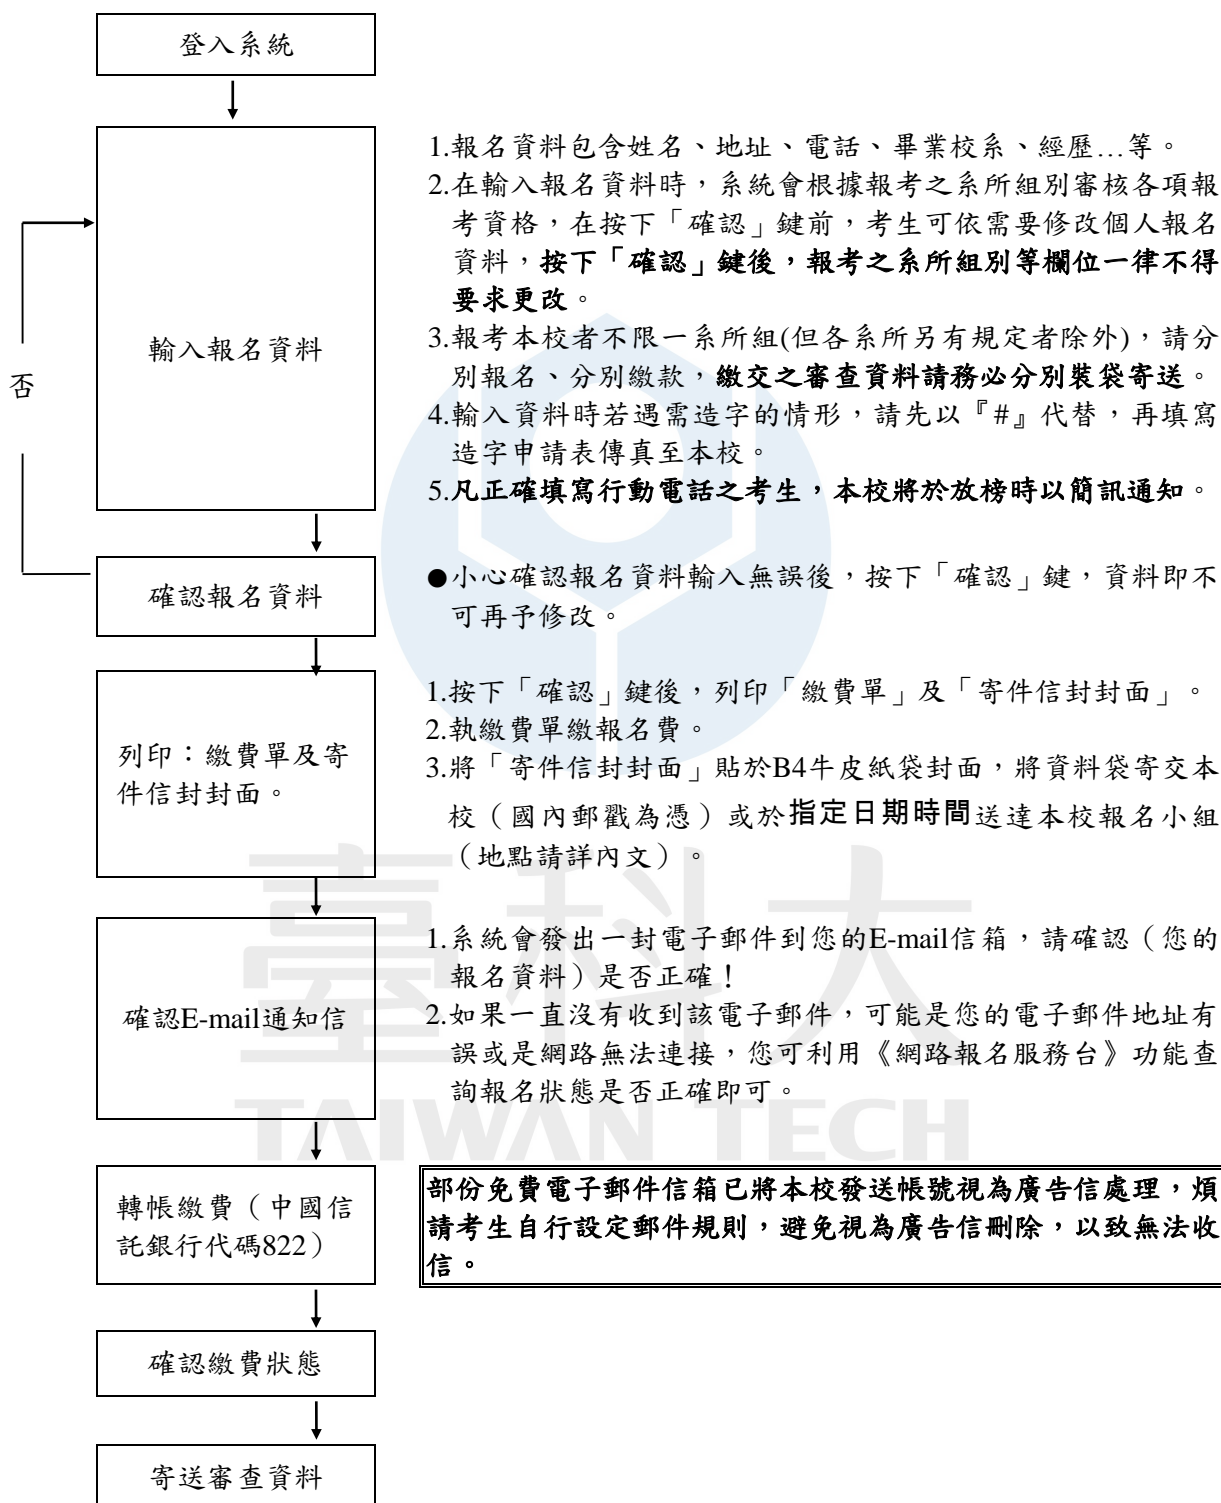 登入系統
輸入報名資料
1.報名資料包含姓名、地址、電話、畢業校系、經歷…等。
2.在輸入報名資料時，系統會根據報考之系所組別審核各項報
考資格，在按下「確認」鍵前，考生可依需要修改個人報名
資料，按下「確認」鍵後，報考之系所組別等欄位一律不得
要求更改。
3.報考本校者不限一系所組(但各系所另有規定者除外)，請分
別報名、分別繳款，繳交之審查資料請務必分別裝袋寄送。
4.輸入資料時若遇需造字的情形，請先以『#』代替，再填寫
造字申請表傳真至本校。
5.凡正確填寫行動電話之考生，本校將於放榜時以簡訊通知。
否
確認報名資料
●小心確認報名資料輸入無誤後，按下「確認」鍵，資料即不
可再予修改。
列印：繳費單及寄
件信封封面。
1.按下「確認」鍵後，列印「繳費單」及「寄件信封封面」。
2.執繳費單繳報名費。
3.將「寄件信封封面」貼於B4牛皮紙袋封面，將資料袋寄交本
校（國內郵戳為憑）或於指定日期時間送達本校報名小組
（地點請詳內文）。
確認E-mail通知信
1.系統會發出一封電子郵件到您的E-mail信箱，請確認（您的
報名資料）是否正確！
2.如果一直沒有收到該電子郵件，可能是您的電子郵件地址有
誤或是網路無法連接，您可利用《網路報名服務台》功能查
詢報名狀態是否正確即可。
臺科大
TAIWAN TECH
轉帳繳費（中國信
託銀行代碼822）
部份免費電子郵件信箱已將本校發送帳號視為廣告信處理，煩
請考生自行設定郵件規則，避免視為廣告信刪除，以致無法收
信。
確認繳費狀態
寄送審查資料